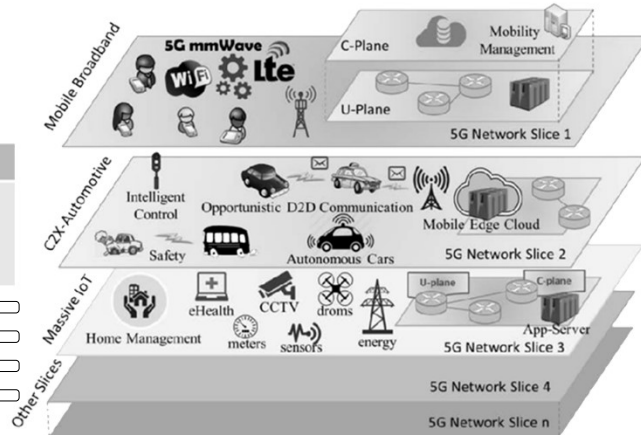 Mobile Broadband
5G mmWave
WiFi
Lte
C-Plane
Mobility
Management
U-Plane
5G Network Slice 1
C2X-Automotive
Intelligent
Control
Opportunistic D2D Communication
Mobile Edge Cloud
Safety
Autonomous Cars
5G Network Slice 2
Massive IoT
Home Management
eHealth
CCTV
droms
meters
sensors
energy
U-plane
C-plane
App-Server
5G Network Slice 3
Other Slices
5G Network Slice 4
5G Network Slice n